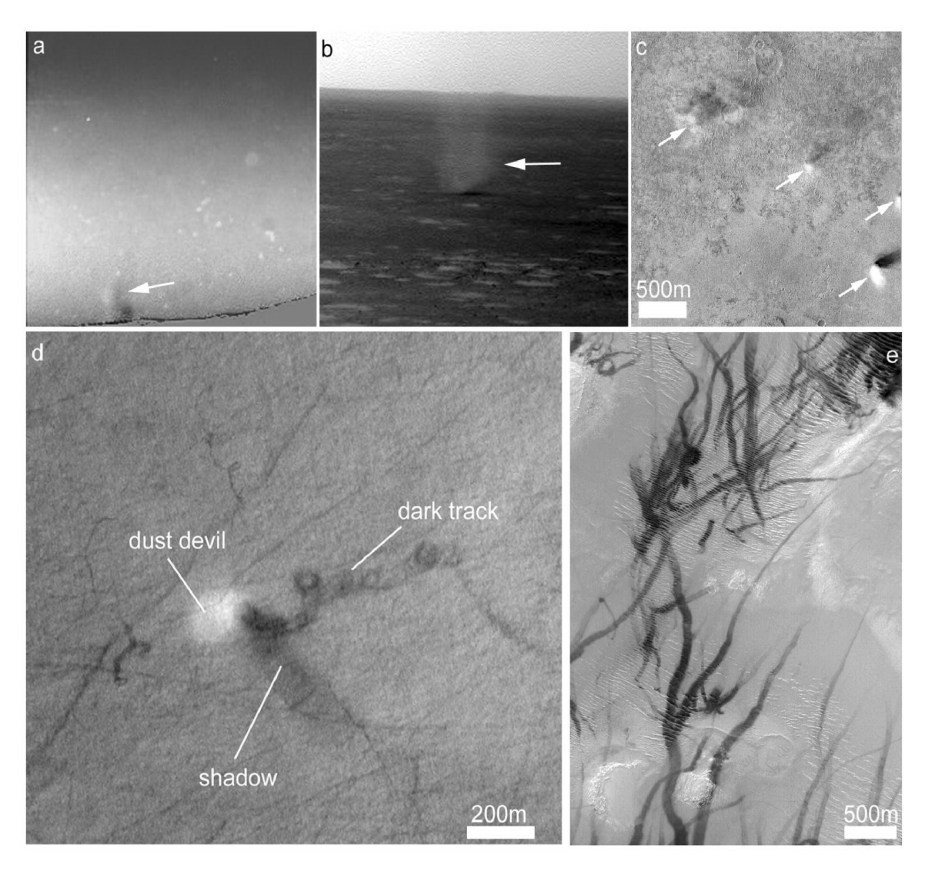 a
b
c
500m
d
dark track
dust devil
shadow
200m
e
500m